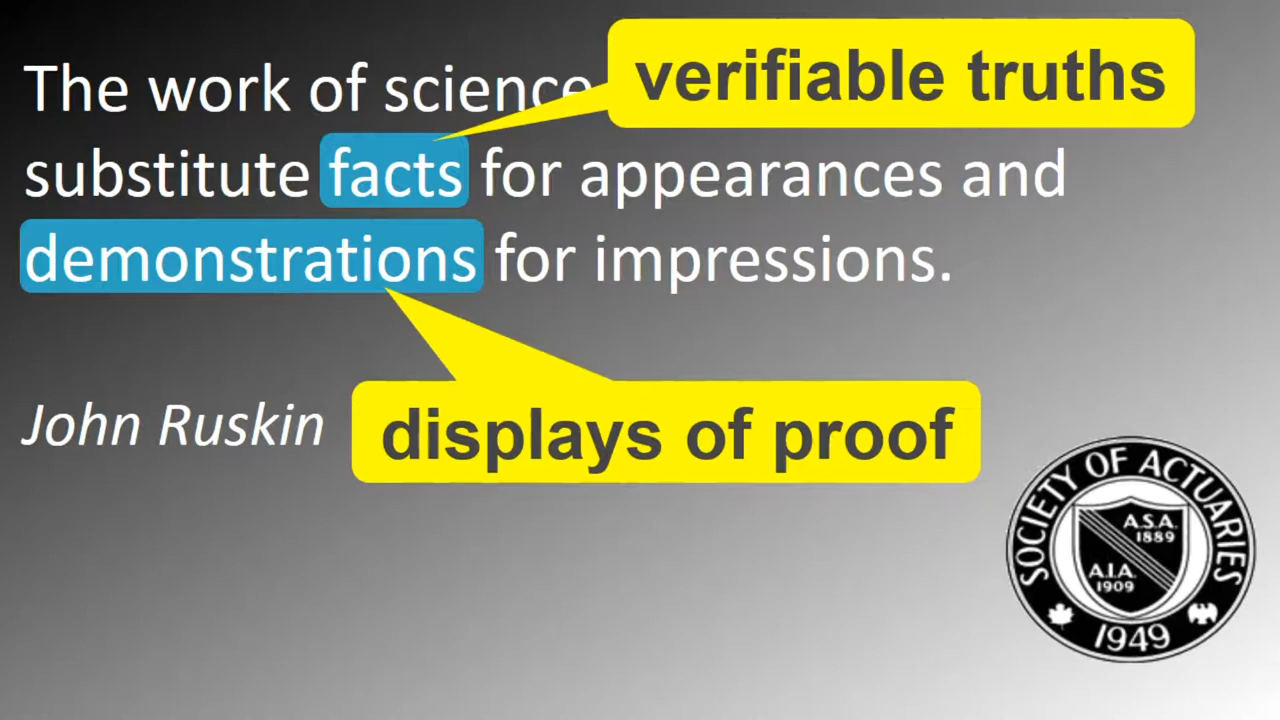 The work of science
verifiable truths
substitute facts for appearances and
demonstrations for impressions.
John Ruskin
displays of proof
SOCIETY OF ACTUARIES
A.S.A.
1889
A.I.A.
1909
1949